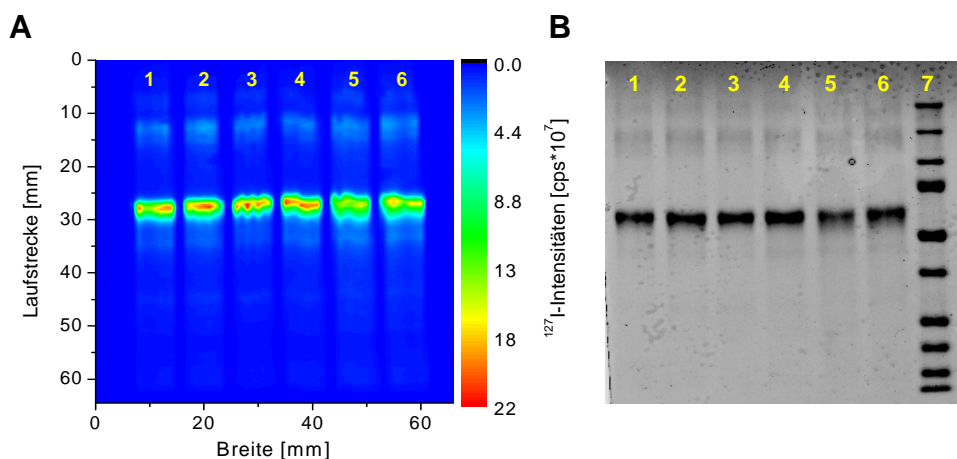 A
B
0
10
20
30
40
50
60
Laufstrecke [mm]
1 2 3 4 5 6
0 20 40 60
Breite [mm]
0.0
4.4
8.8
13
18
22
¹²⁷I-Intensitäten [cps*10⁷]
1 2 3 4 5 6 7